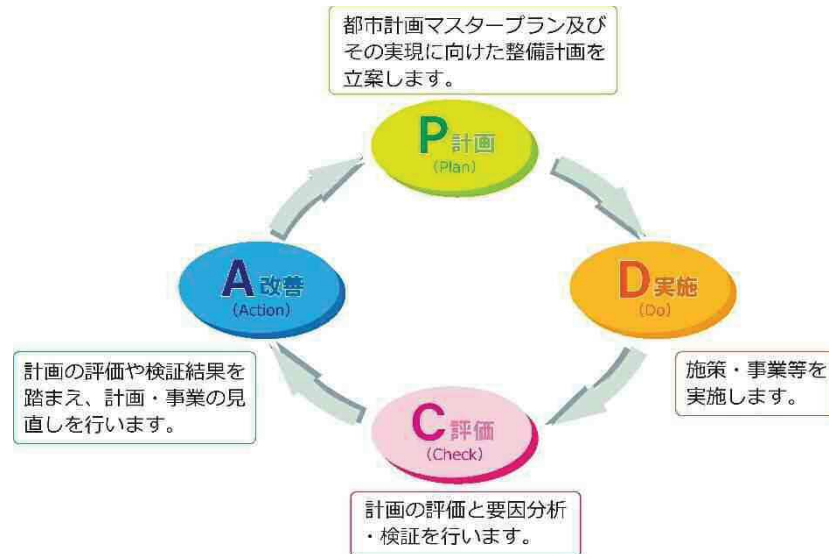 都市計画マスタープラン及び
その実現に向けた整備計画を
立案します。
P計画
(Plan)
D実施
(Do)
施策・事業等を
実施します。
C評価
(Check)
計画の評価と要因分析
・検証を行います。
A改善
(Action)
計画の評価や検証結果を
踏まえ、計画・事業の見
直しを行います。